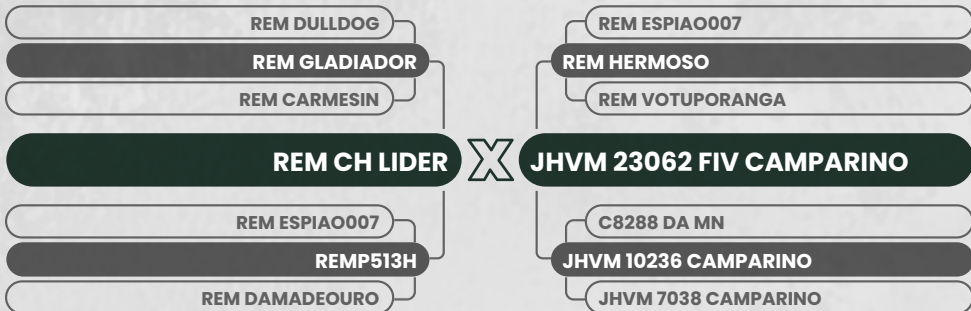 REM DULLDOG
REM GLADIADOR
REM CARMESIN
REM CH LIDER
REM ESPIAO007
REMP513H
REM DAMADEOURO
X
REM ESPIAO007
REM HERMOSO
REM VOTUPORANGA
JHVM 23062 FIV CAMPARINO
C8288 DA MN
JHVM 10236 CAMPARINO
JHVM 7038 CAMPARINO